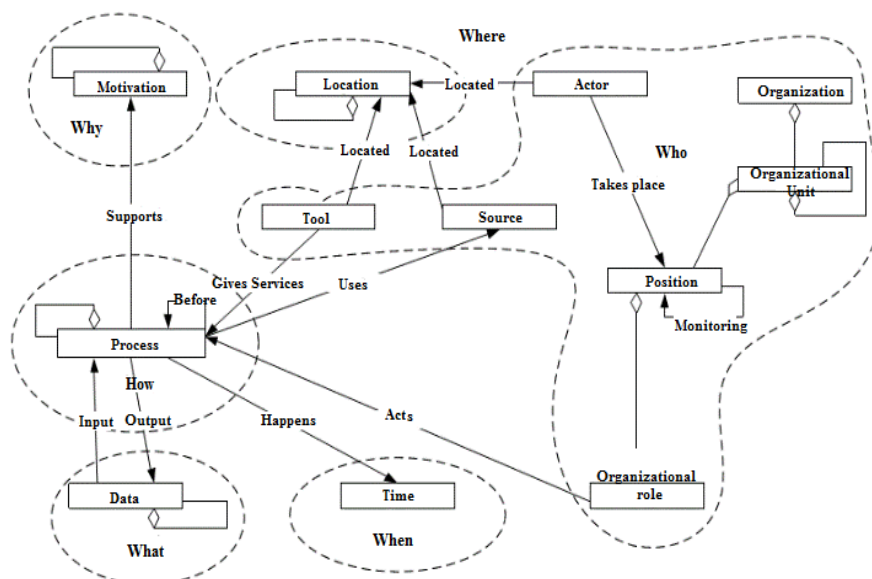 Where
Motivation
Location
Located
Actor
Organization
Why
Located
Located
Who
Takes place
Organizational
Unit
Supports
Tool
Source
Gives Services
Uses
Position
Before
Monitoring
Process
How
Input
Output
Happens
Acts
Organizational
role
Data
Time
What
When